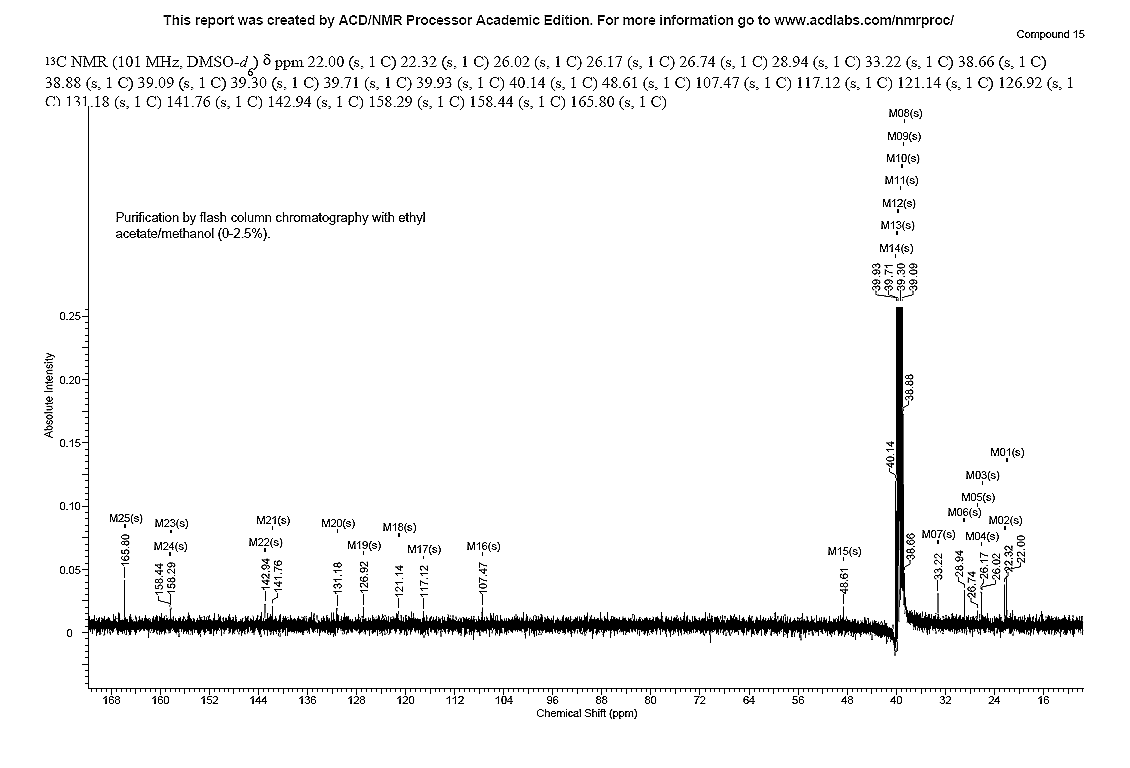 This report was created by ACD/NMR Processor Academic Edition. For more information go to www.acdlabs.com/nmrproc/
Compound 15
13C NMR (101 MHz, DMSO-d6) δ ppm 22.00 (s, 1 C) 22.32 (s, 1 C) 26.02 (s, 1 C) 26.17 (s, 1 C) 26.74 (s, 1 C) 28.94 (s, 1 C) 33.22 (s, 1 C) 38.66 (s, 1 C)
38.88 (s, 1 C) 39.09 (s, 1 C) 39.30 (s, 1 C) 39.71 (s, 1 C) 39.93 (s, 1 C) 40.14 (s, 1 C) 48.61 (s, 1 C) 107.47 (s, 1 C) 117.12 (s, 1 C) 121.14 (s, 1 C) 126.92 (s, 1
C) 131.18 (s, 1 C) 141.76 (s, 1 C) 142.94 (s, 1 C) 158.29 (s, 1 C) 158.44 (s, 1 C) 165.80 (s, 1 C)
M08(s)
M09(s)
M10(s)
M11(s)
M12(s)
M13(s)
M14(s)
Purification by flash column chromatography with ethyl
acetate/methanol (0-2.5%).
39.93
39.71
39.30
39.09
0.25
0.20
0.15
0.10
0.05
0
Absolute Intensity
38.88
40.14
38.66
M01(s)
M03(s)
M05(s)
M06(s)
M02(s)
M07(s)
M04(s)
M25(s)
M23(s)
M24(s)
M21(s)
M22(s)
M20(s)
M19(s)
M18(s)
M17(s)
M16(s)
M15(s)
165.80
158.44
158.29
142.94
141.76
131.18
126.92
121.14
117.12
107.47
48.61
33.22
28.94
26.74
26.17
26.02
22.32
22.00
168 160 152 144 136 128 120 112 104 96 88 80 72 64 56 48 40 32 24 16
Chemical Shift (ppm)